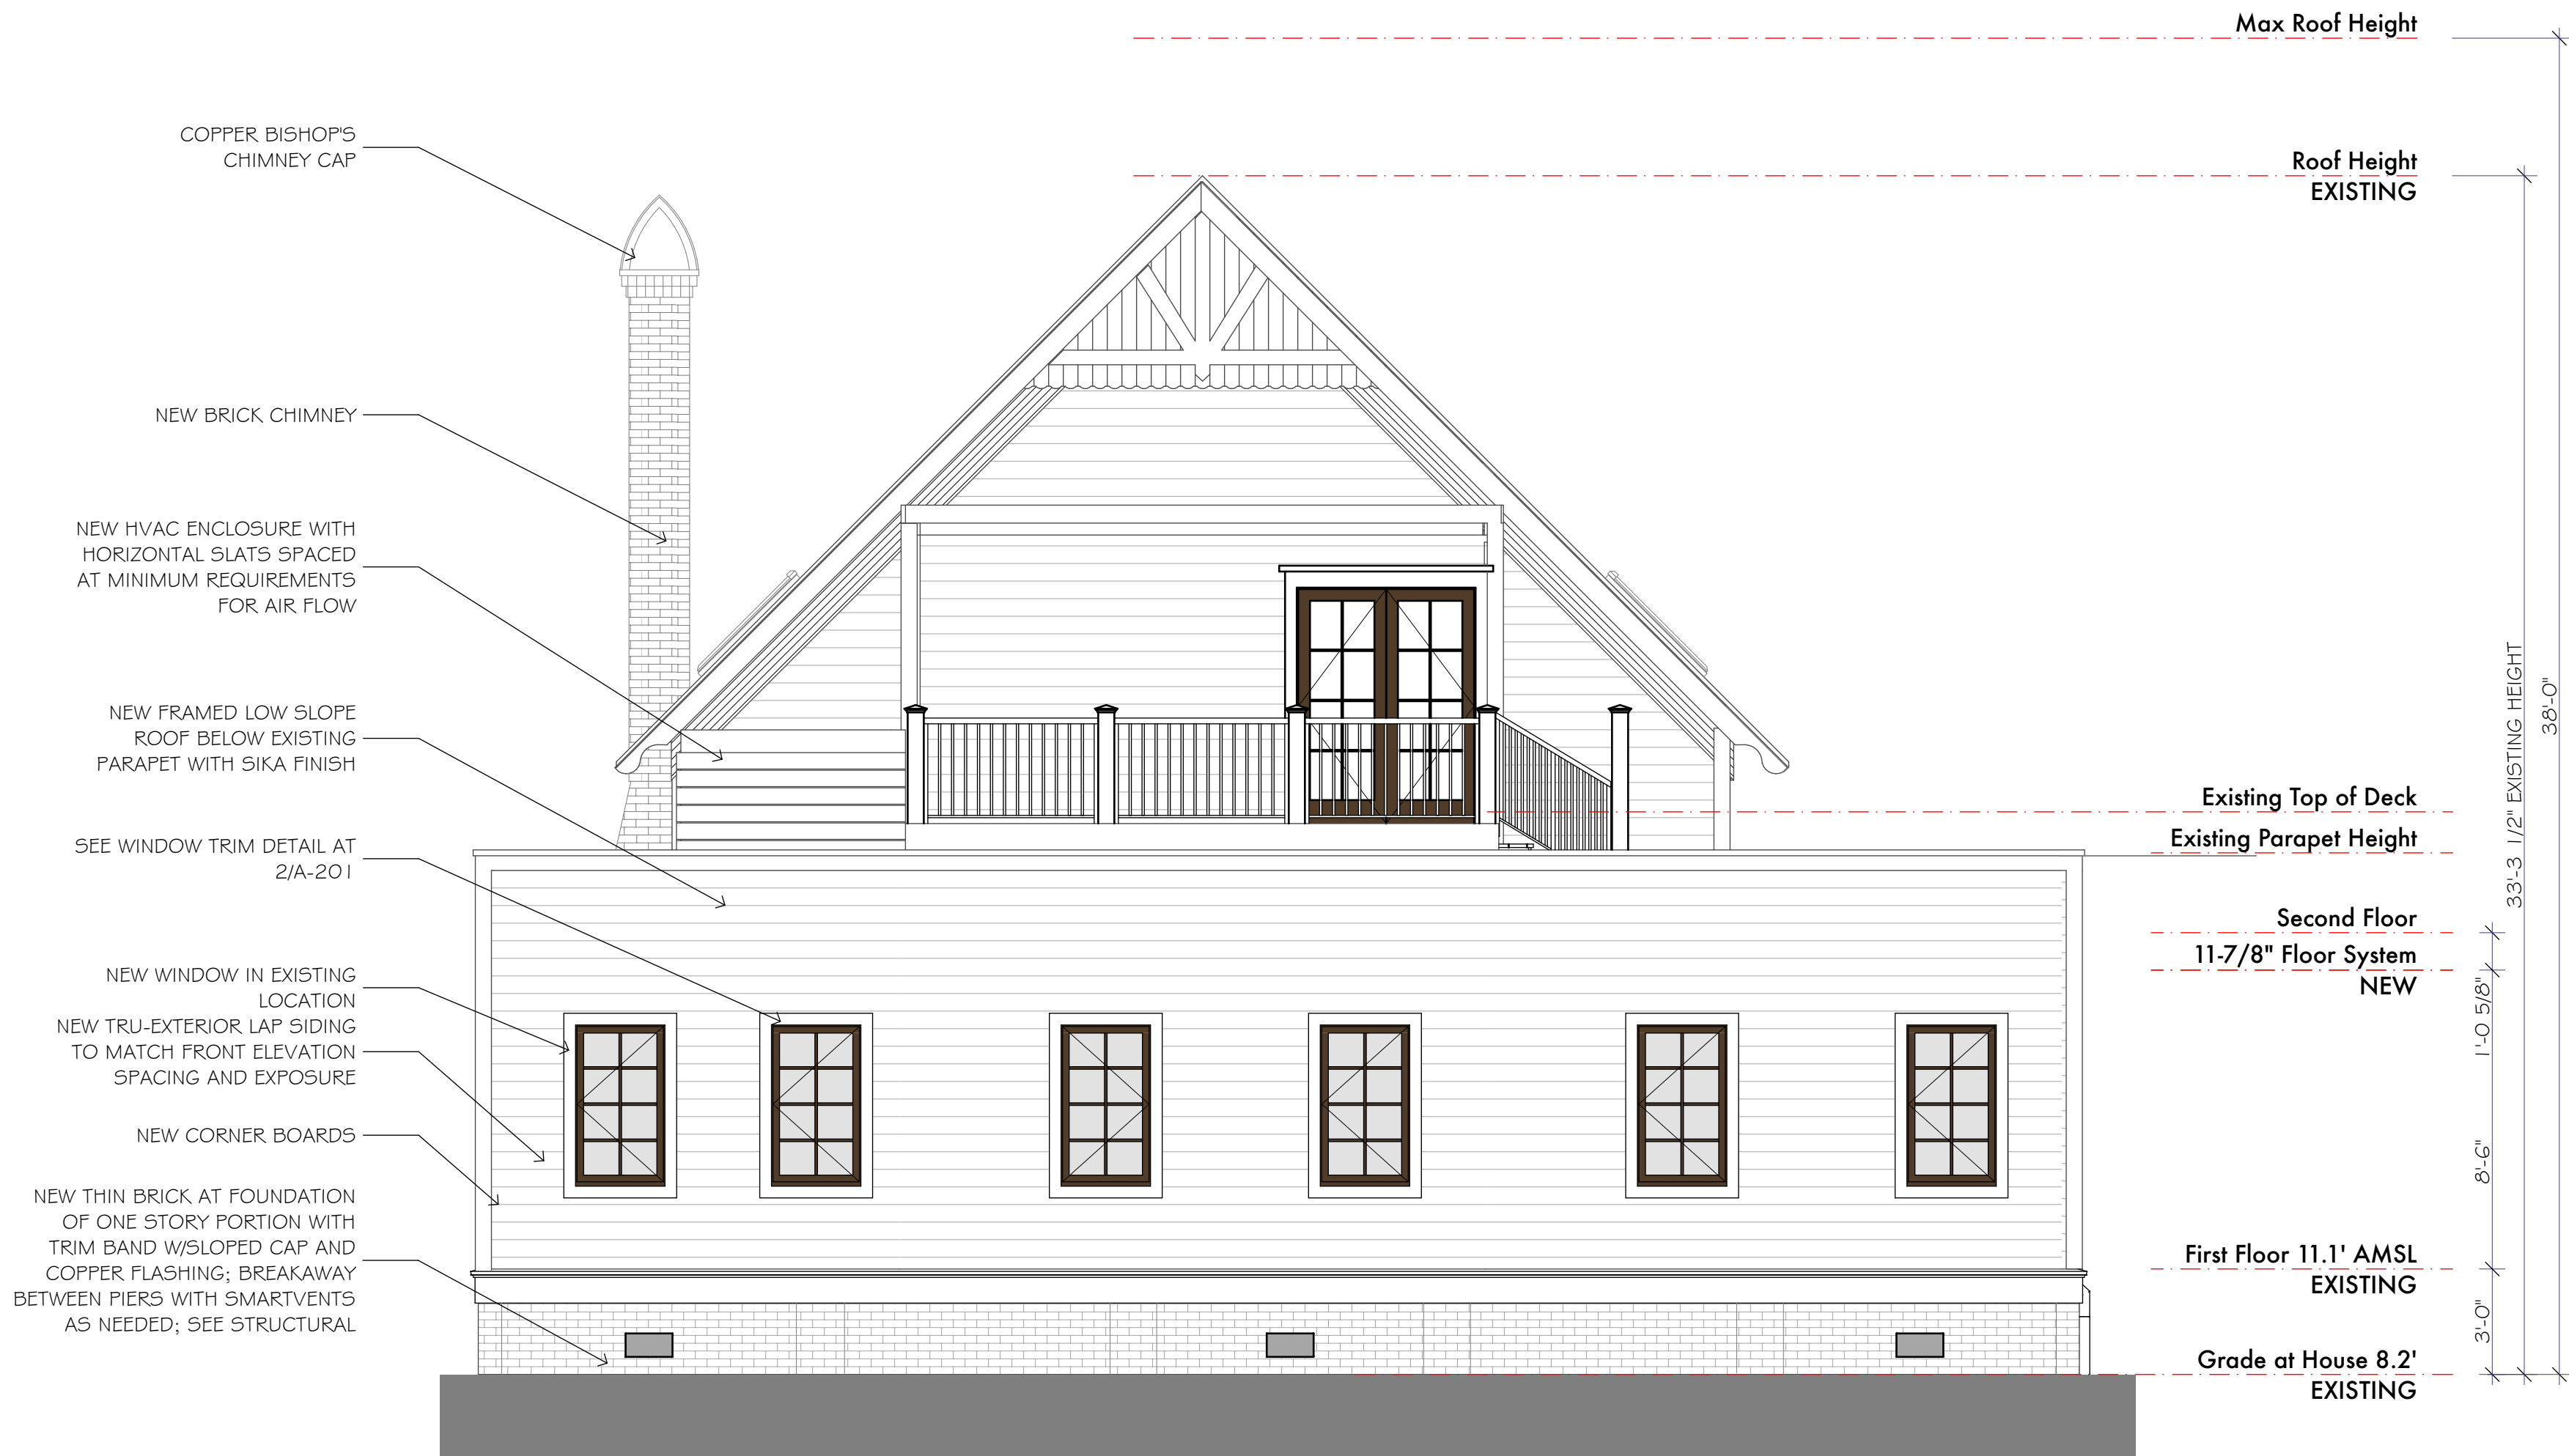 Max Roof Height
COPPER BISHOP'S
CHIMNEY CAP
Roof Height
EXISTING
NEW BRICK CHIMNEY
NEW HVAC ENCLOSURE WITH
HORIZONTAL SLATS SPACED
AT MINIMUM REQUIREMENTS
FOR AIR FLOW
NEW FRAMED LOW SLOPE
ROOF BELOW EXISTING
PARAPET WITH SIKA FINISH
33'-3 1/2" EXISTING HEIGHT
38'-0"
Existing Top of Deck
Existing Parapet Height
SEE WINDOW TRIM DETAIL AT
2/A-201
Second Floor
11-7/8" Floor System
NEW
1'-0 5/8"
NEW WINDOW IN EXISTING
LOCATION
NEW TRU-EXTERIOR LAP SIDING
TO MATCH FRONT ELEVATION
SPACING AND EXPOSURE
NEW CORNER BOARDS
8'-6"
NEW THIN BRICK AT FOUNDATION
OF ONE STORY PORTION WITH
TRIM BAND W/SLOPED CAP AND
COPPER FLASHING; BREAKAWAY
BETWEEN PIERS WITH SMARTVENTS
AS NEEDED; SEE STRUCTURAL
First Floor 11.1' AMSL
EXISTING
3'-0"
Grade at House 8.2'
EXISTING